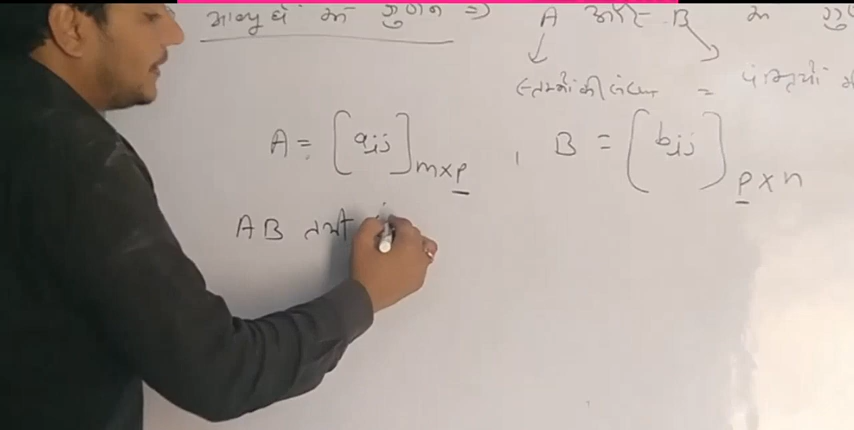 आव्यूहों का गुणन ⇒ A और B का
स्तम्भों की संख्या = पंक्तियों
A = [aij]m×p , B = [bij]p×n
AB तभी